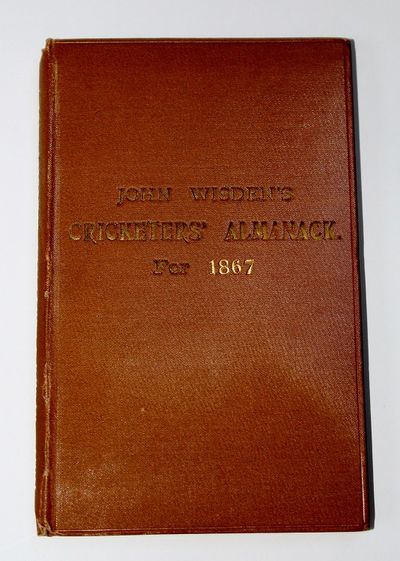 JOHN WISDEN'S
CRICKETERS' ALMANACK.
For 1867